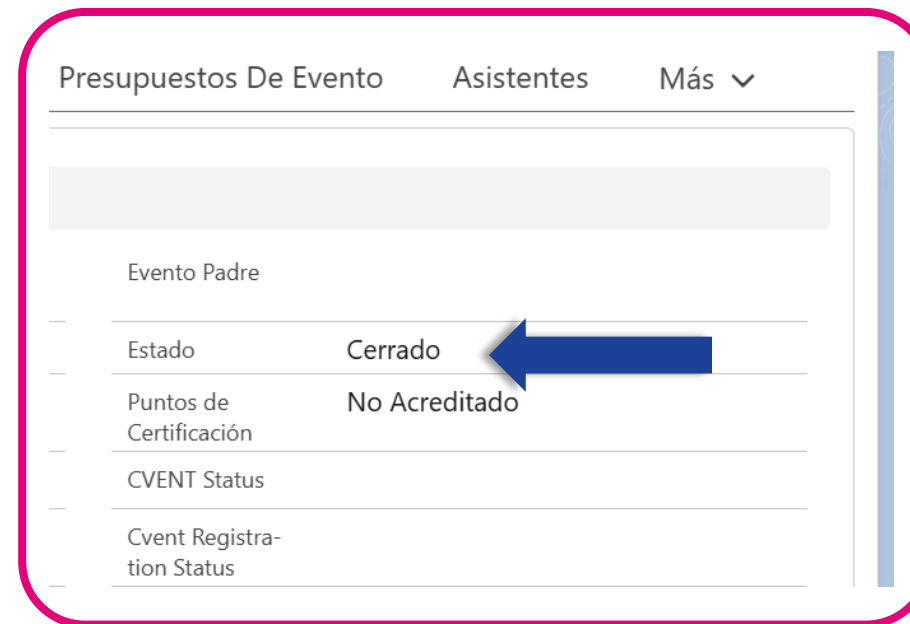 Presupuestos De Evento Asistentes Más
Evento Padre
Estado Cerrado
Puntos de No Acreditado
Certificación
CVENT Status
Cvent Registra-
tion Status